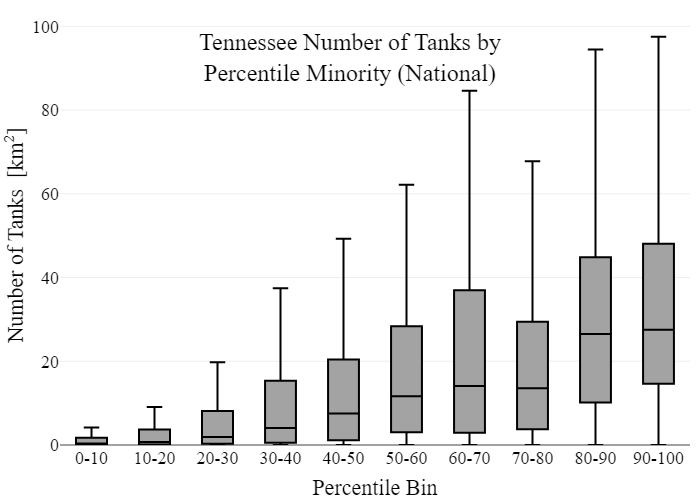 Tennessee Number of Tanks by
Percentile Minority (National)
Number of Tanks [km²]
100
80
60
40
20
0
0-10 10-20 20-30 30-40 40-50 50-60 60-70 70-80 80-90 90-100
Percentile Bin